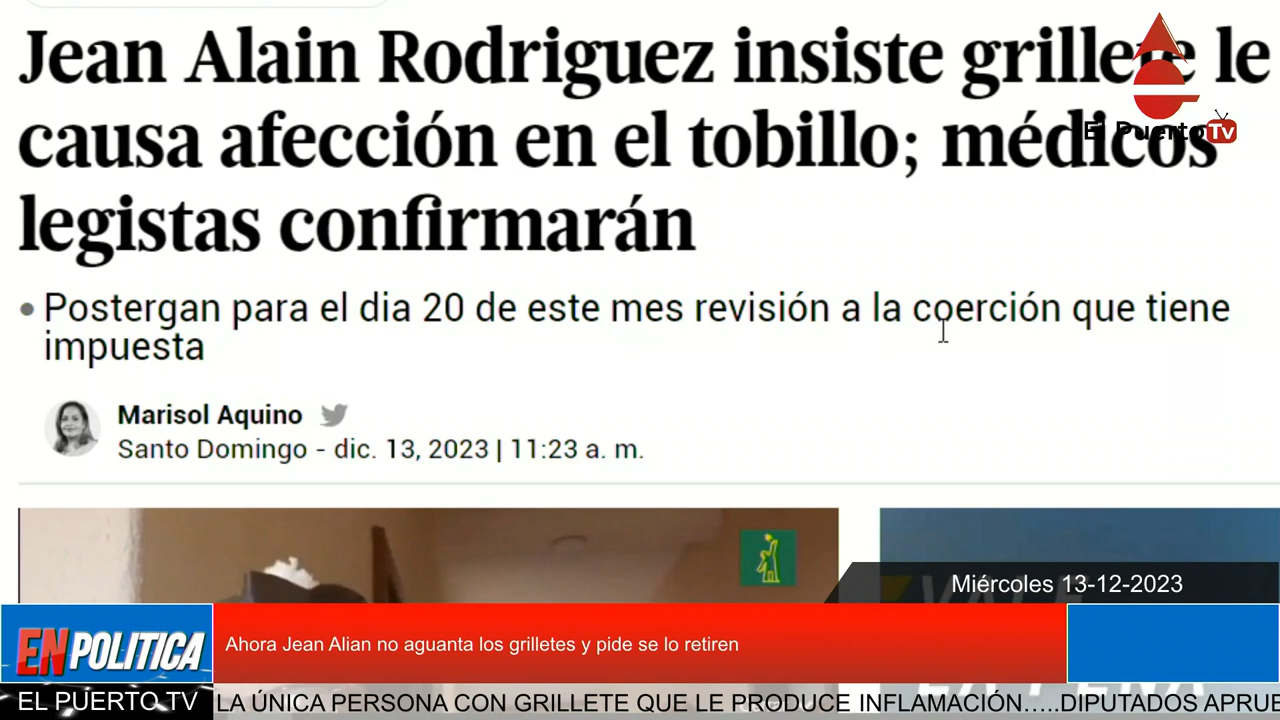 Jean Alain Rodriguez insiste grillete le
causa afección en el tobillo; médicos
legistas confirmarán
El Puerto Tv
• Postergan para el dia 20 de este mes revisión a la coerción que tiene
impuesta
Marisol Aquino
Santo Domingo - dic. 13, 2023 | 11:23 a. m.
Miércoles 13-12-2023
EN POLITICA
Ahora Jean Alian no aguanta los grilletes y pide se lo retiren
EL PUERTO TV
LA ÚNICA PERSONA CON GRILLETE QUE LE PRODUCE INFLAMACIÓN.....DIPUTADOS APRUE